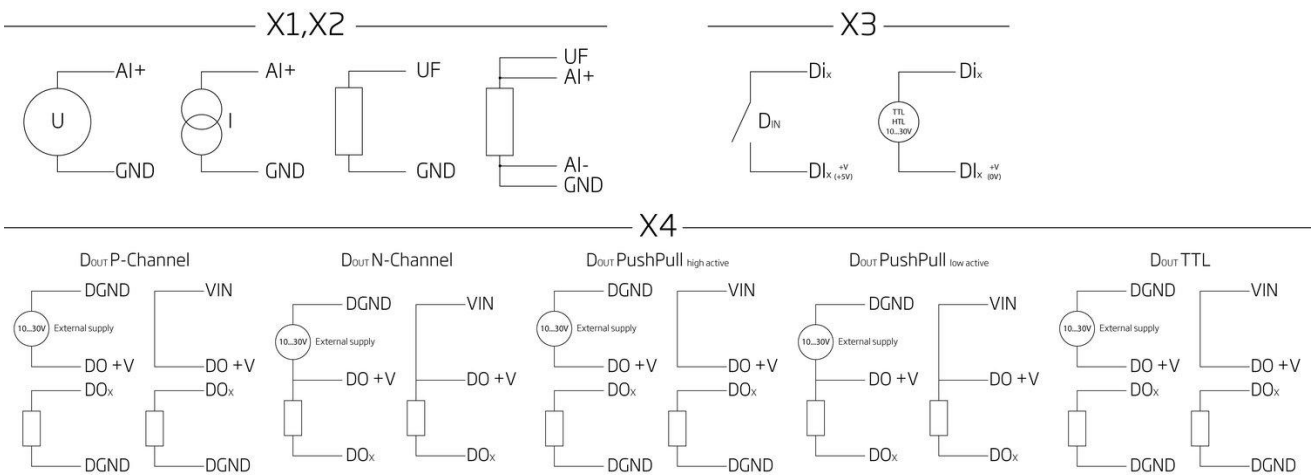 X1,X2
X3
AI+
U
GND
AI+
I
GND
UF
GND
UF
AI+
AI-
GND
Dix
DIN
DIx +V (+5V)
Dix
TTL
HTL
10...30V
DIx +V (0V)
X4
DOUT P-Channel
DOUT N-Channel
DOUT PushPull high active
DOUT PushPull low active
DOUT TTL
DGND
10...30V External supply
DO +V
DOx
DGND
VIN
DO +V
DOx
DGND
DGND
10...30V External supply
DO +V
DOx
VIN
DO +V
DOx
DGND
10...30V External supply
DO +V
DOx
DGND
VIN
DO +V
DOx
DGND
DGND
10...30V External supply
DO +V
DOx
VIN
DO +V
DOx
DGND
10...30V External supply
DO +V
DOx
DGND
VIN
DO +V
DOx
DGND